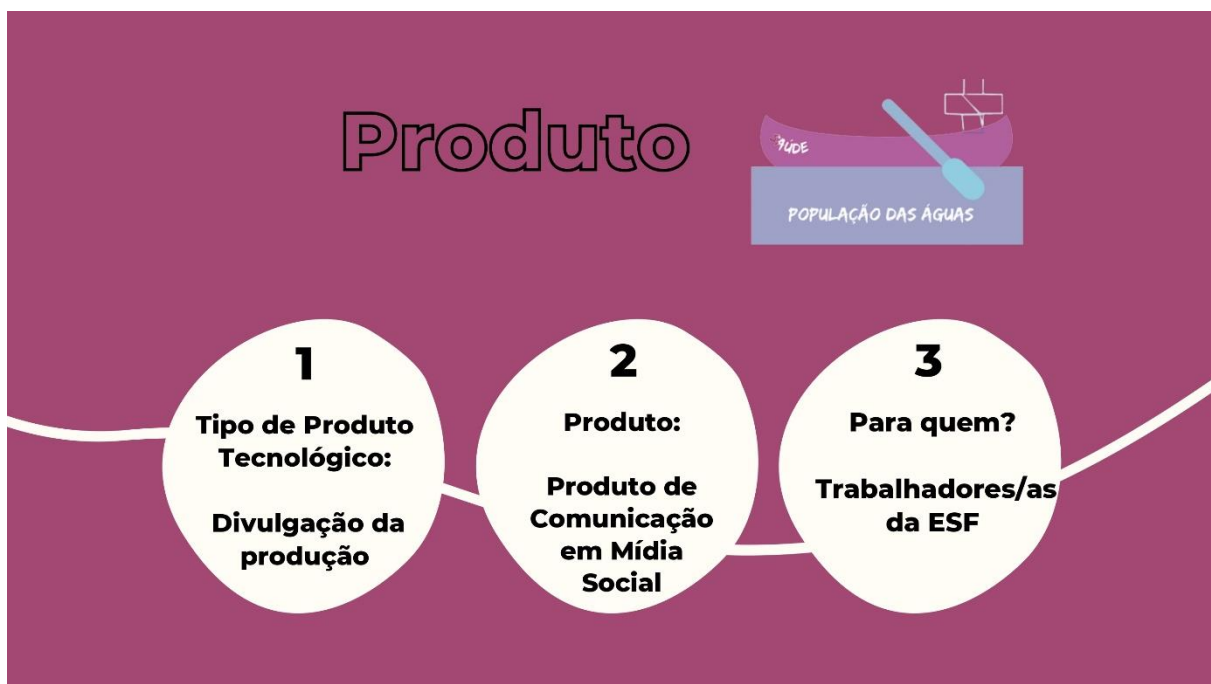 Produto
POPULAÇÃO DAS ÁGUAS
1
Tipo de Produto
Tecnológico:
Divulgação da
produção
2
Produto:
Produto de
Comunicação
em Mídia
Social
3
Para quem?
Trabalhadores/as
da ESF